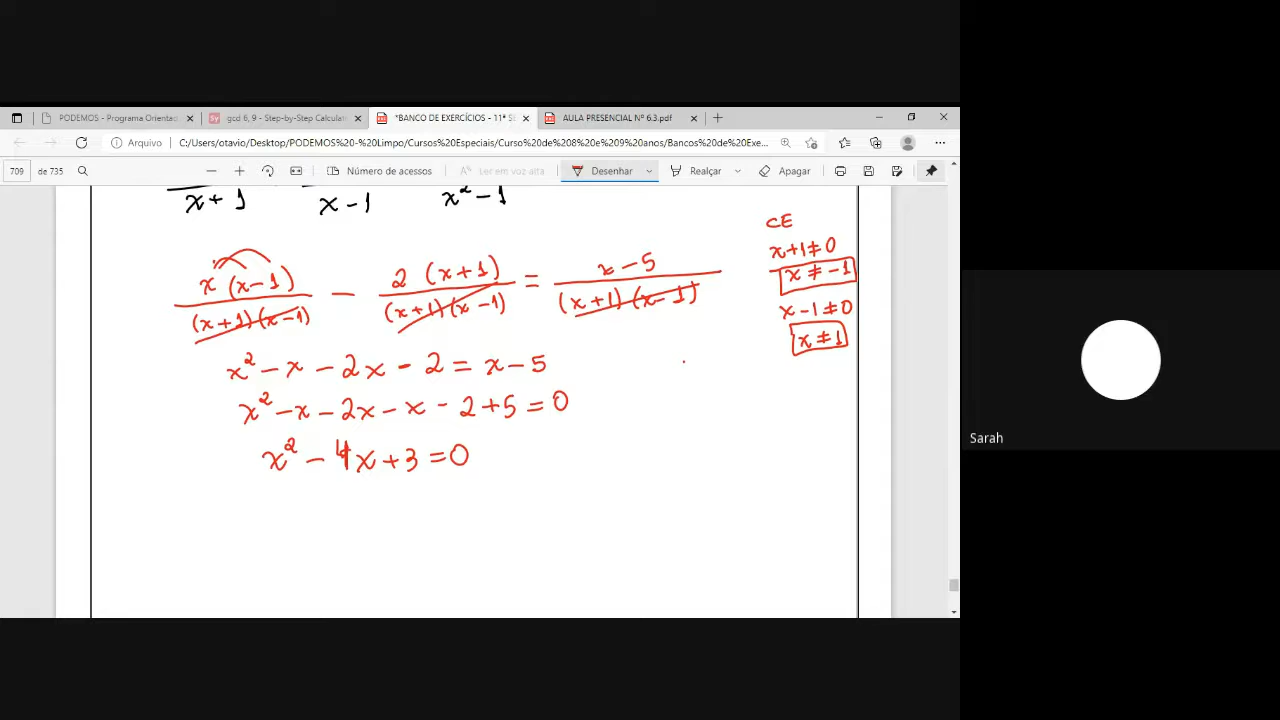 PODEMOS - Programa Orientad
gcd 6, 9 - Step-by-Step Calculat
*BANCO DE EXERCÍCIOS - 11ª SE
AULA PRESENCIAL Nº 6.3.pdf
Arquivo C:/Users/otavio/Desktop/PODEMOS%20-%20Limpo/Cursos%20Especiais/Curso%20de%208%20e%209%20anos/Bancos%20de%20Exe...
709 de 735 Número de acessos Ler em voz alta Desenhar Realçar Apagar
x+1 x-1 x²-1
CE
x+1≠0
x≠-1
x-1≠0
x≠1
x(x-1)/(x+1)(x-1) - 2(x+1)/(x+1)(x-1) = x-5/(x+1)(x-1)
x²-x-2x-2=x-5
x²-x-2x-x-2+5=0
x²-4x+3=0
Sarah